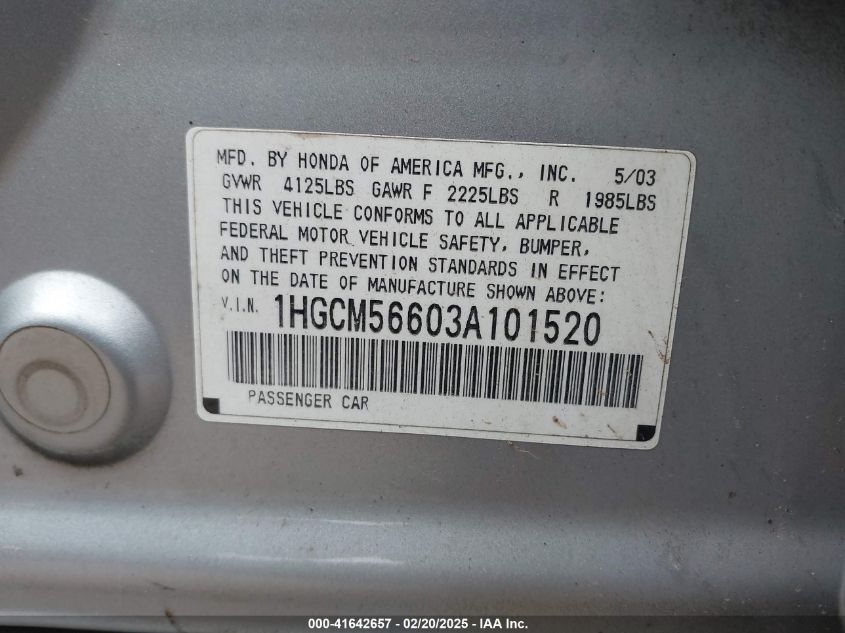 MFD. BY HONDA OF AMERICA MFG., INC. 5/03
GVWR 4125LBS GAWR F 2225LBS R 1985LBS
THIS VEHICLE CONFORMS TO ALL APPLICABLE
FEDERAL MOTOR VEHICLE SAFETY, BUMPER,
AND THEFT PREVENTION STANDARDS IN EFFECT
ON THE DATE OF MANUFACTURE SHOWN ABOVE:
V.I.N. 1HGCM56603A101520
PASSENGER CAR
000-41642657 - 02/20/2025 - IAA Inc.